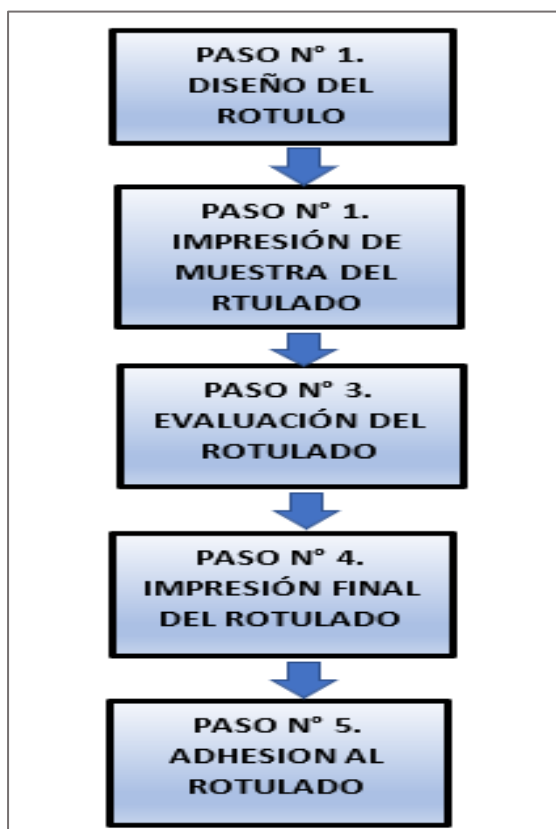 PASO N° 1.
DISEÑO DEL
ROTULO
PASO N° 1.
IMPRESIÓN DE
MUESTRA DEL
RTULADO
PASO N° 3.
EVALUACIÓN DEL
ROTULADO
PASO N° 4.
IMPRESIÓN FINAL
DEL ROTULADO
PASO N° 5.
ADHESION AL
ROTULADO